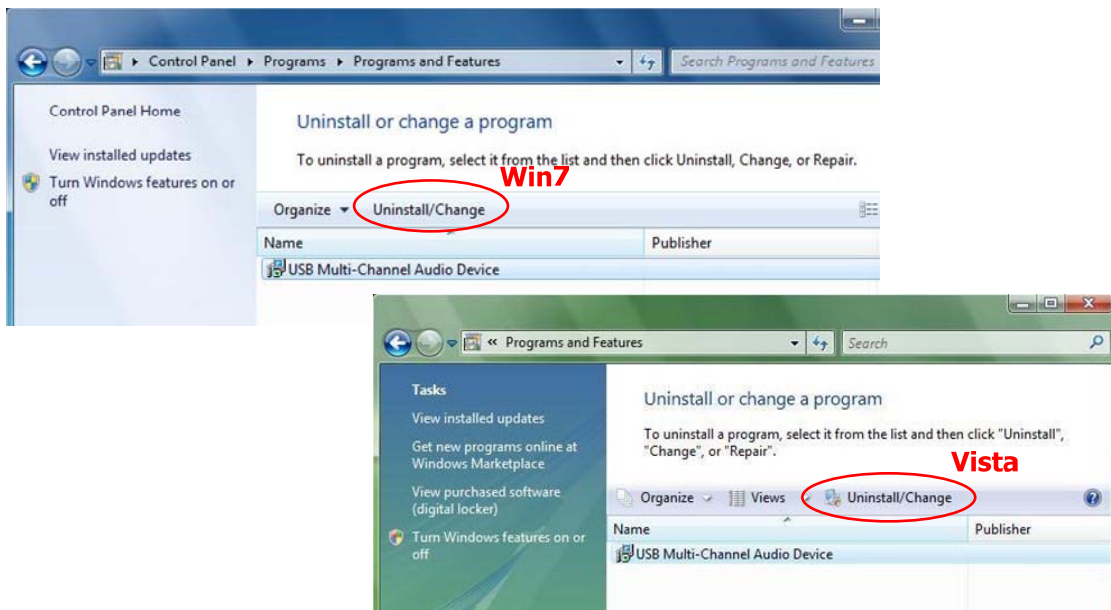 Control Panel ▸ Programs ▸ Programs and Features
Search Programs and Features
Control Panel Home
View installed updates
Turn Windows features on or
off
Uninstall or change a program
To uninstall a program, select it from the list and then click Uninstall, Change, or Repair.
Win7
Organize Uninstall/Change
Name Publisher
USB Multi-Channel Audio Device
« Programs and Features
Search
Tasks
View installed updates
Get new programs online at
Windows Marketplace
View purchased software
(digital locker)
Turn Windows features on or
off
Uninstall or change a program
To uninstall a program, select it from the list and then click "Uninstall",
"Change", or "Repair".
Vista
Organize Views Uninstall/Change
Name Publisher
USB Multi-Channel Audio Device